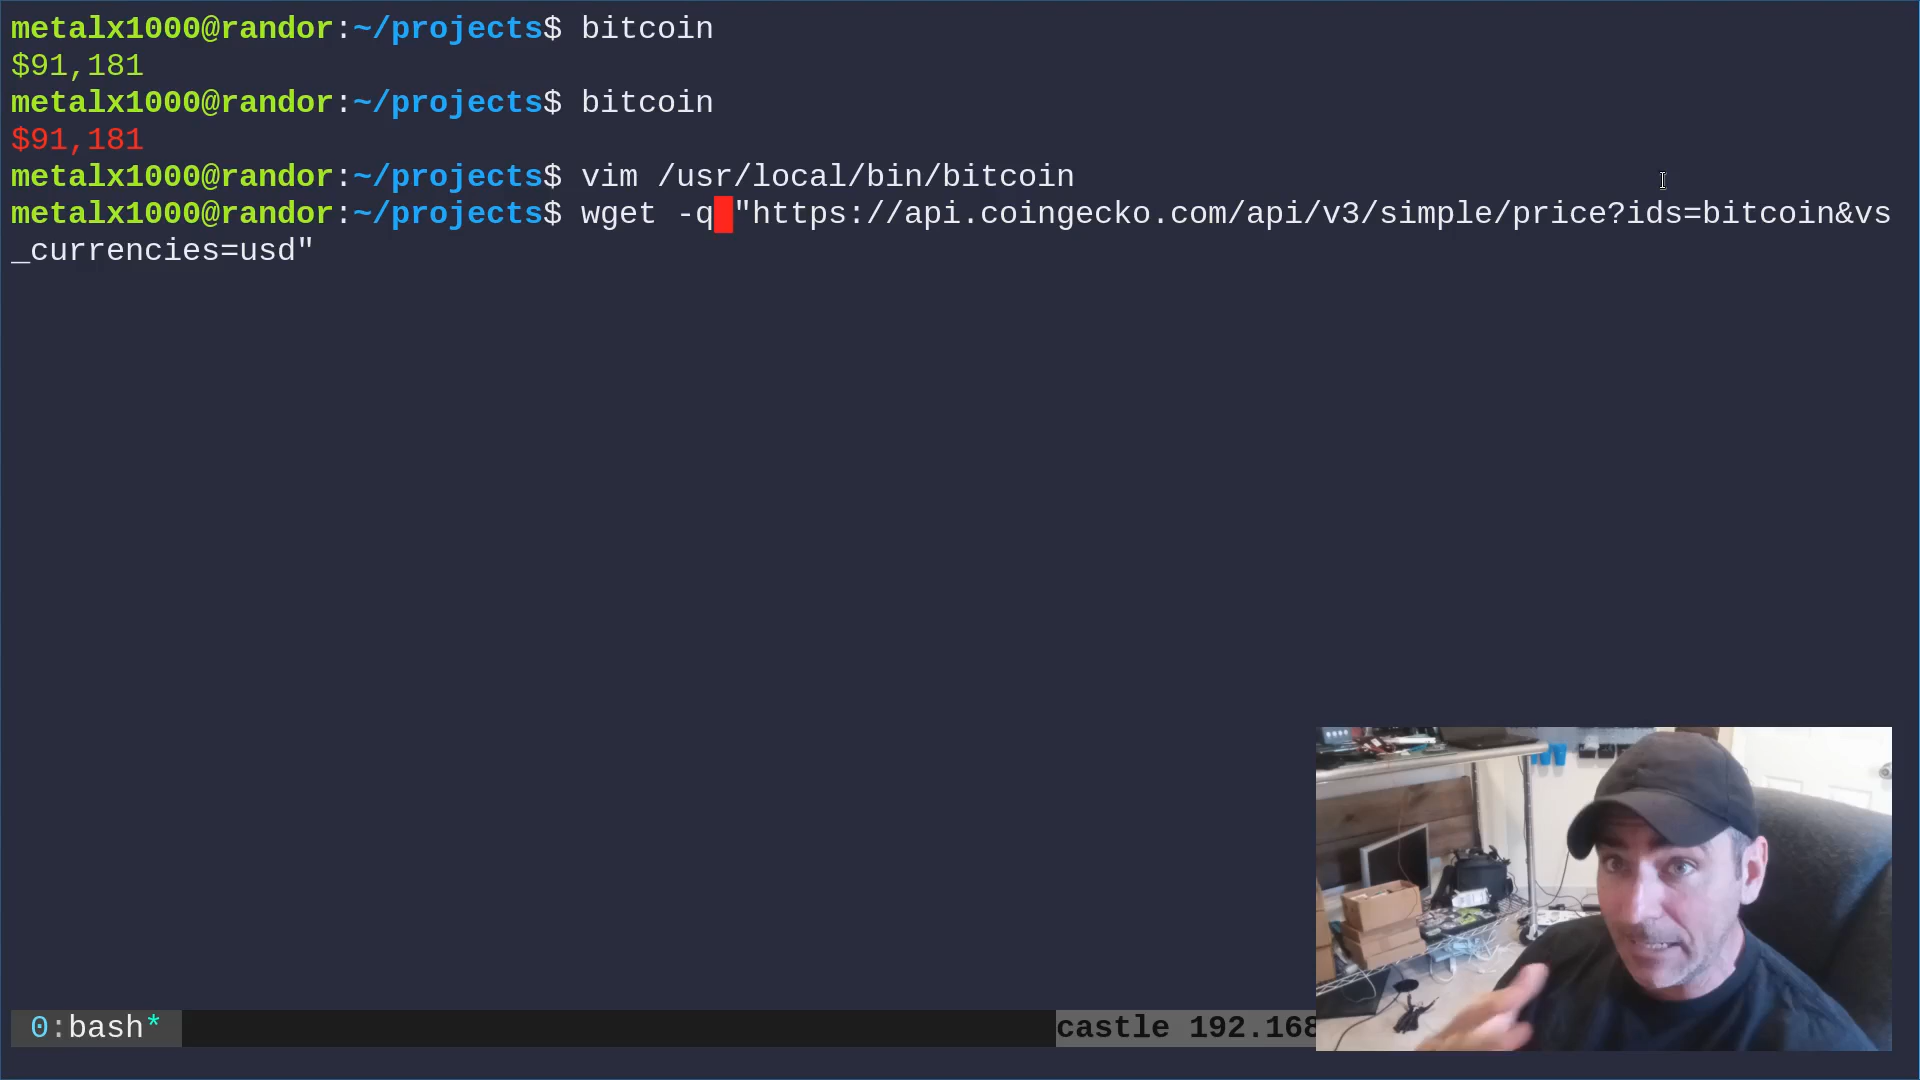 metalx1000@randor:~/projects$ bitcoin
$91,181
metalx1000@randor:~/projects$ bitcoin
$91,181
metalx1000@randor:~/projects$ vim /usr/local/bin/bitcoin
metalx1000@randor:~/projects$ wget -q "https://api.coingecko.com/api/v3/simple/price?ids=bitcoin&vs
_currencies=usd"
0:bash*
castle 192.168